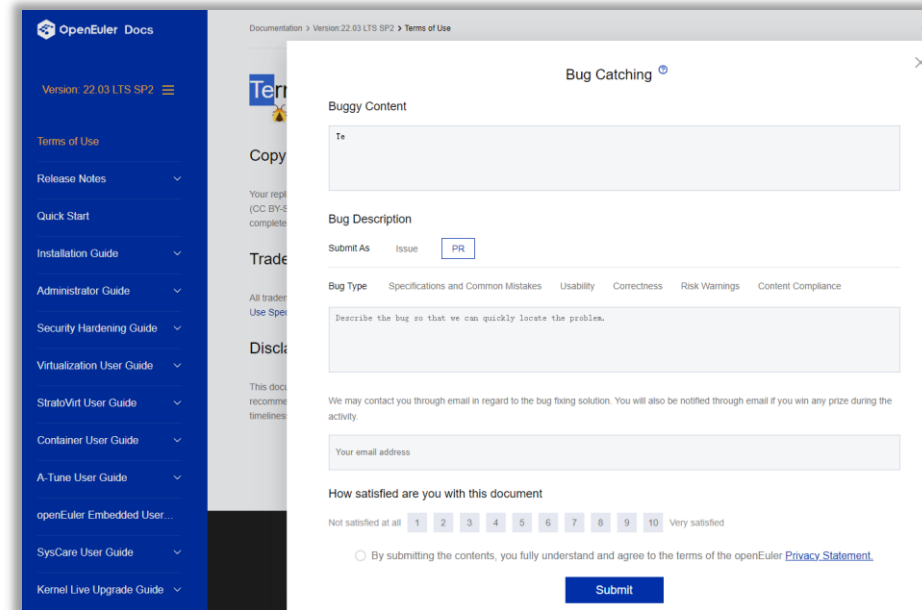 OpenEuler Docs
Version: 22.03 LTS SP2
Terms of Use
Release Notes
Quick Start
Installation Guide
Administrator Guide
Security Hardening Guide
Virtualization User Guide
StratoVirt User Guide
Container User Guide
A-Tune User Guide
openEuler Embedded User...
SysCare User Guide
Kernel Live Upgrade Guide
Documentation > Version:22.03 LTS SP2 > Terms of Use
Copy
Your repl
(CC BY-S
complete
Trade
All trader
Use Spec
Discla
This docu
recomme
timeliness
Bug Catching
Buggy Content
Te
Bug Description
Submit As Issue PR
Bug Type Specifications and Common Mistakes Usability Correctness Risk Warnings Content Compliance
Describe the bug so that we can quickly locate the problem.
We may contact you through email in regard to the bug fixing solution. You will also be notified through email if you win any prize during the
activity.
Your email address
How satisfied are you with this document
Not satisfied at all 1 2 3 4 5 6 7 8 9 10 Very satisfied
By submitting the contents, you fully understand and agree to the terms of the openEuler Privacy Statement.
Submit